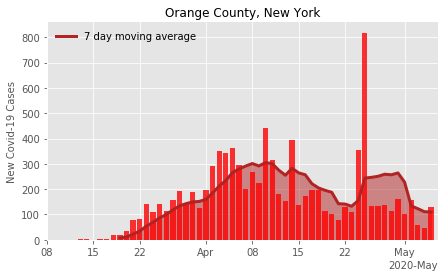 Orange County, New York
7 day moving average
New Covid-19 Cases
800
700
600
500
400
300
200
100
0
08 15 22 Apr 08 15 22 May
2020-May